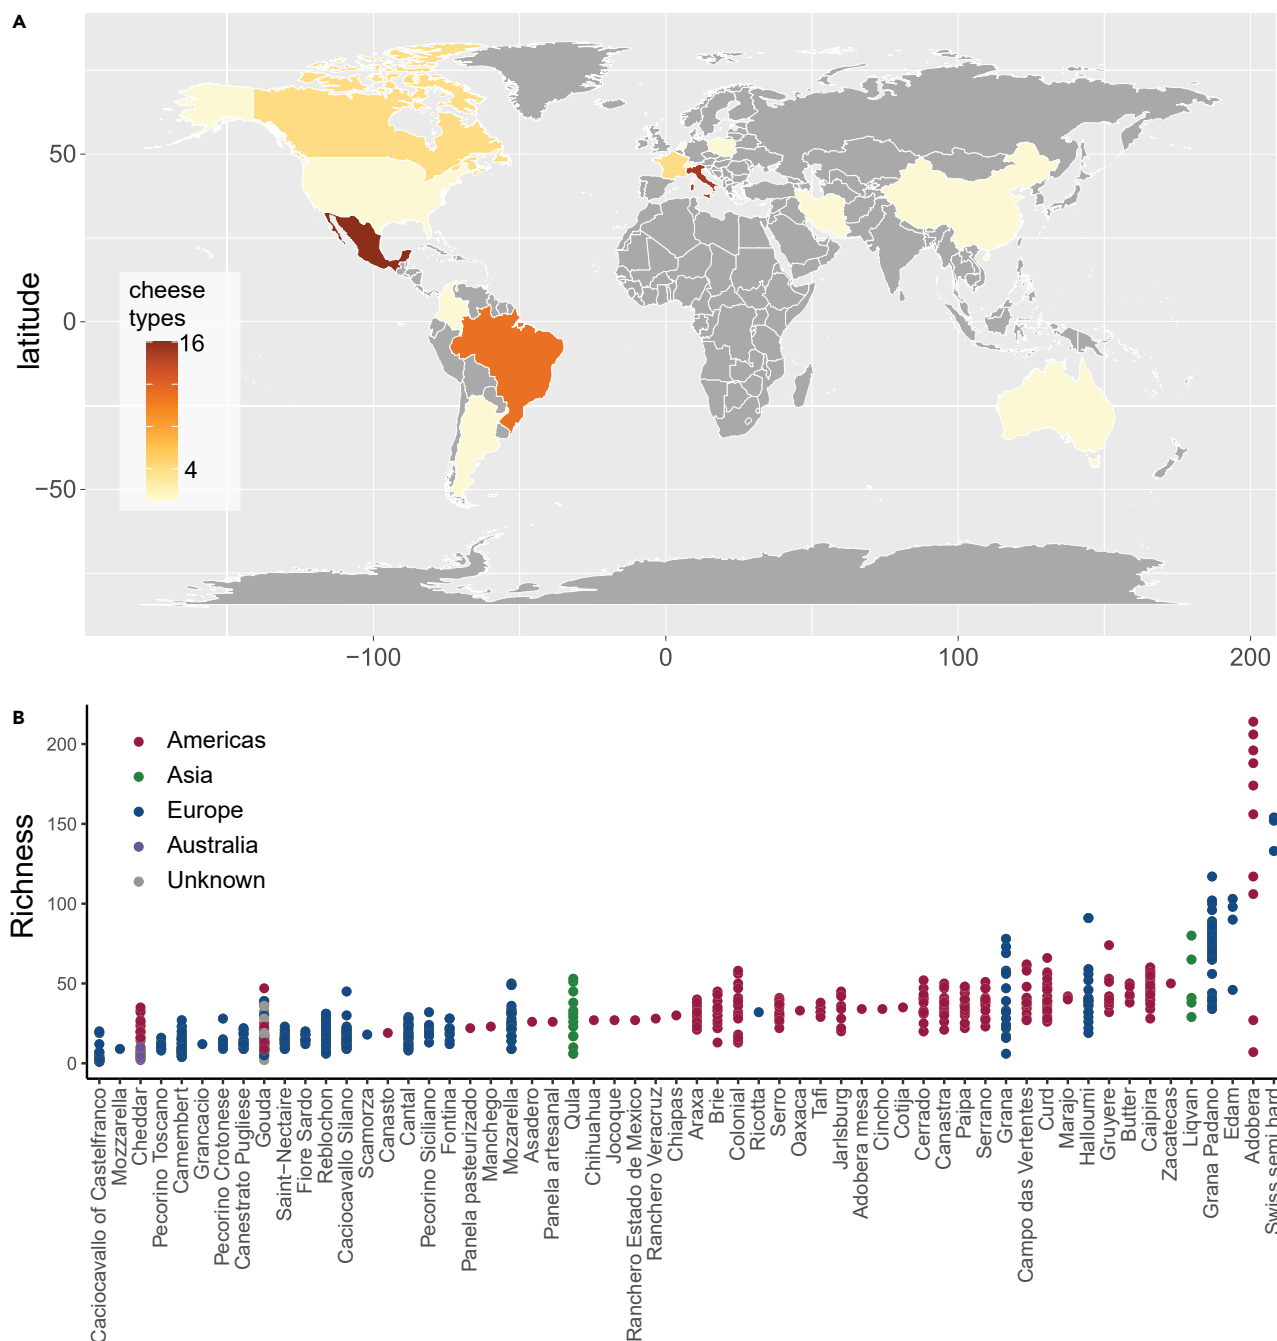 A
50
0
−50
latitude
cheese
types
16
4
−100
0
100
200
B
200
150
100
50
0
Richness
Americas
Asia
Europe
Australia
Unknown
Caciocavallo of Castelfranco
Mozzarella
Cheddar
Pecorino Toscano
Camembert
Grancacio
Pecorino Crotonese
Canestrato Pugliese
Gouda
Saint−Nectaire
Fiore Sardo
Reblochon
Caciocavallo Silano
Scamorza
Canasto
Cantal
Pecorino Siciliano
Fontina
Panela pasteurizado
Manchego
Mozarella
Asadero
Panela artesanal
Qula
Chihuahua
Jocoque
Ranchero Estado de Mexico
Ranchero Veracruz
Chiapas
Araxa
Brie
Colonial
Ricotta
Serro
Oaxaca
Tafi
Jarlsburg
Adobera mesa
Cincho
Cotija
Cerrado
Canastra
Paipa
Serrano
Grana
Campo das Vertentes
Curd
Marajo
Halloumi
Gruyere
Butter
Caipira
Zacatecas
Liqvan
Grana Padano
Edam
Adobera
Swiss semi hard